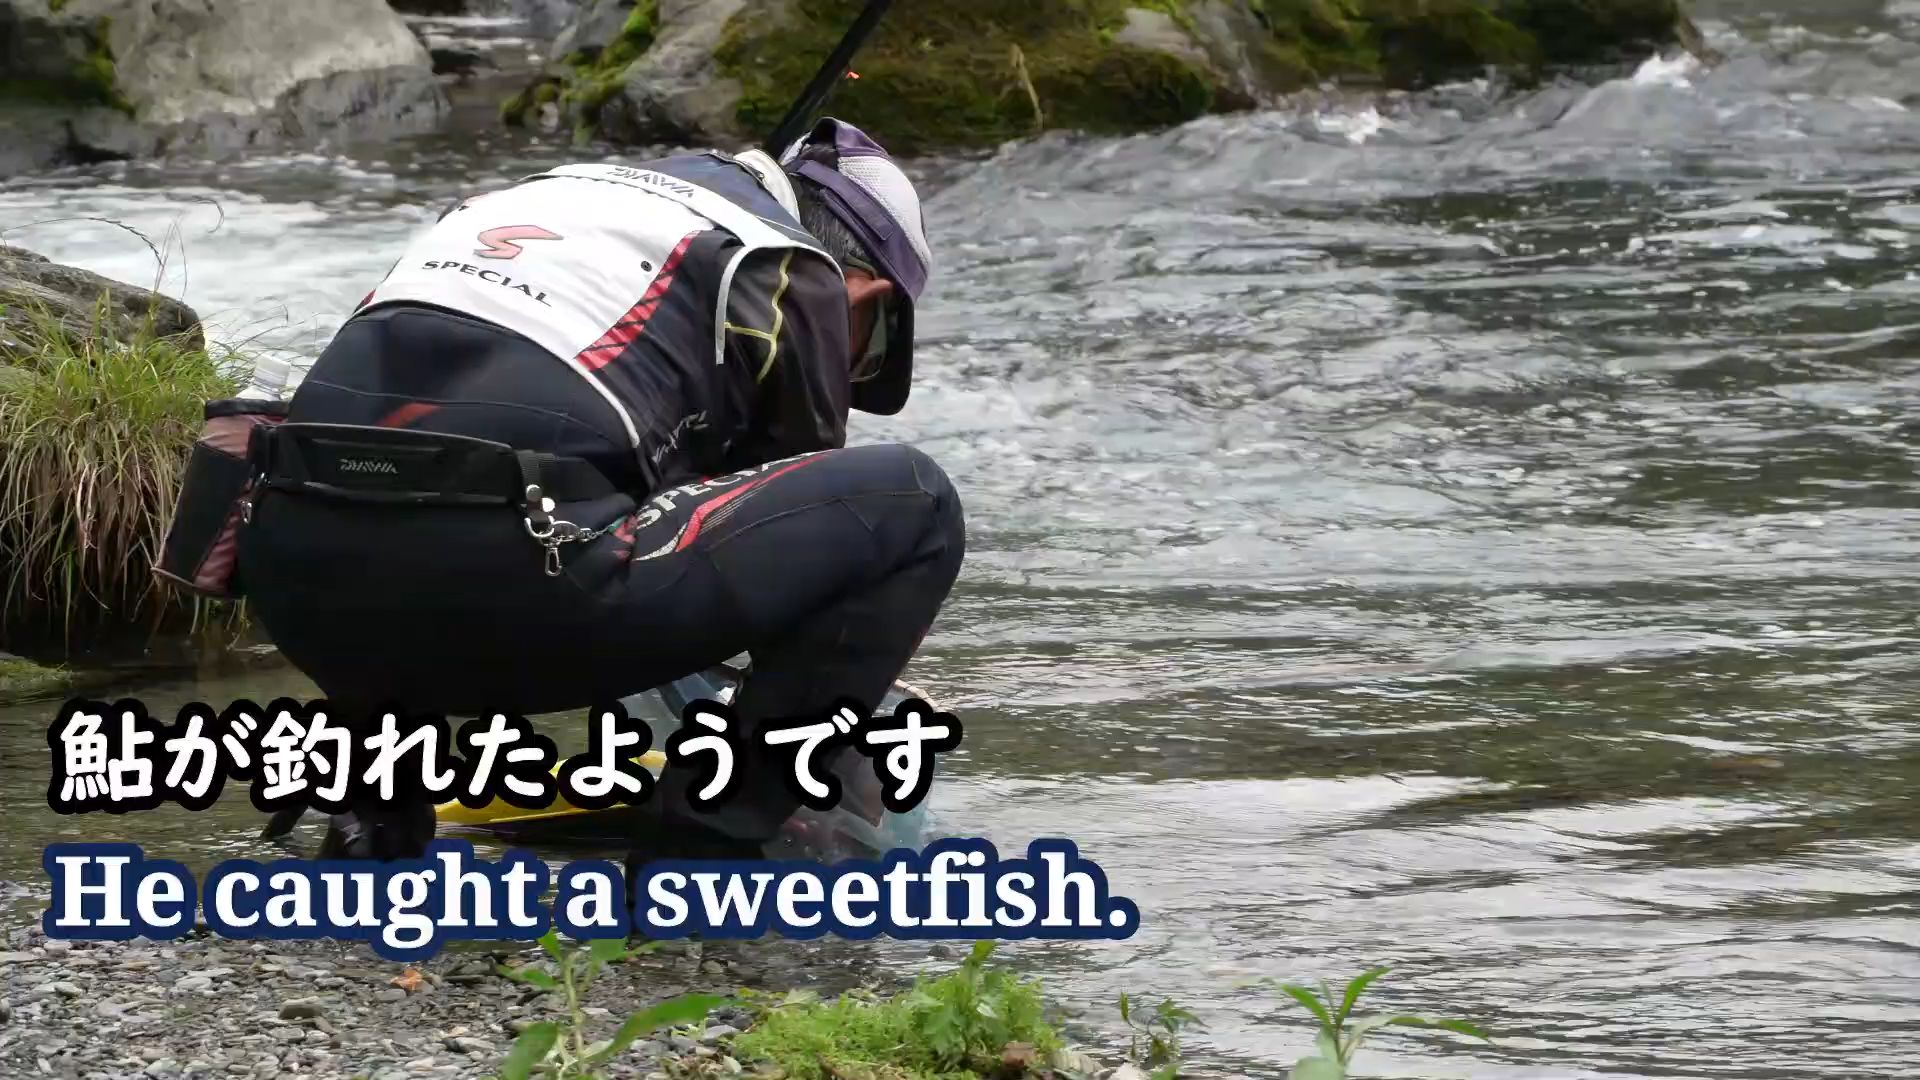 DAIWA
S
SPECIAL
DAIWA
SPECIAL
鮎が釣れたようです
He caught a sweetfish.